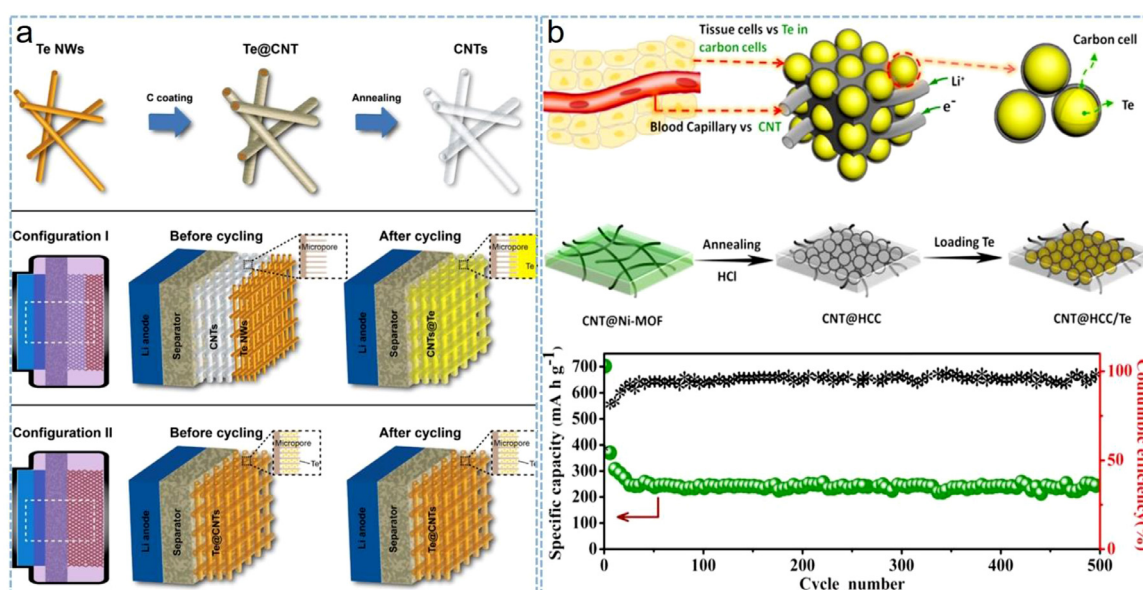 a
Te NWs
Te@CNT
CNTs
C coating
Annealing
Configuration I
Before cycling
After cycling
Micropore
Micropore
Te
Li anode
Separator
CNTs
Te NWs
Li anode
Separator
CNTs@Te
Configuration II
Before cycling
After cycling
Micropore
Te
Micropore
Te
Li anode
Separator
Te@CNTs
Li anode
Separator
Te@CNTs
b
Tissue cells vs Te in
carbon cells
Blood Capillary vs CNT
Li⁺
e⁻
Carbon cell
Te
Annealing
HCl
Loading Te
CNT@Ni-MOF
CNT@HCC
CNT@HCC/Te
Specific capacity (mA h g⁻¹)
700
600
500
400
300
200
100
0
0
100
200
300
400
500
Cycle number
100
50
0
Coulombic efficiency (%)